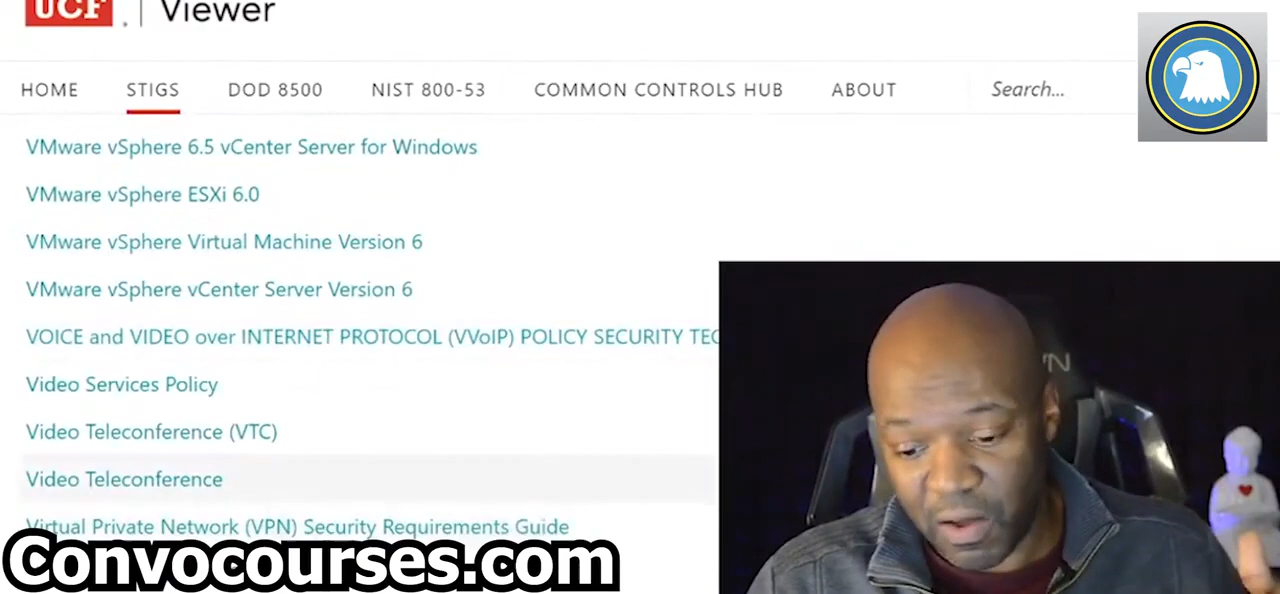 UCF
Viewer
HOME STIGS DOD 8500 NIST 800-53 COMMON CONTROLS HUB ABOUT Search...
VMware vSphere 6.5 vCenter Server for Windows
VMware vSphere ESXi 6.0
VMware vSphere Virtual Machine Version 6
VMware vSphere vCenter Server Version 6
VOICE and VIDEO over INTERNET PROTOCOL (VVoIP) POLICY SECURITY
Video Services Policy
Video Teleconference (VTC)
Video Teleconference
Virtual Private Network (VPN) Security Requirements Guide
Convocourses.com